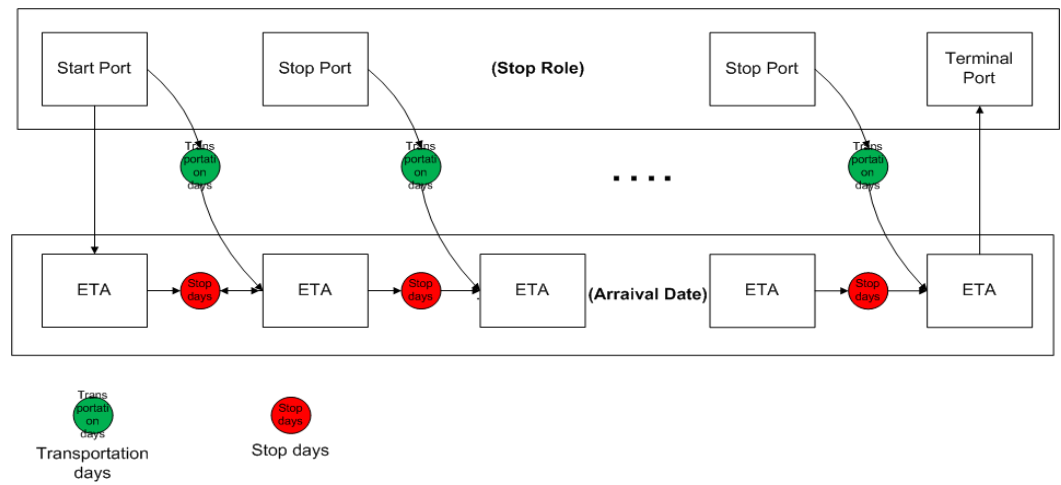 Start Port
Stop Port
(Stop Role)
Stop Port
Terminal
Port
Trans
portati
on
days
Trans
portati
on
days
Trans
portati
on
days
....
ETA
Stop
days
ETA
Stop
days
ETA
(Arraival Date)
ETA
Stop
days
ETA
Trans
portati
on
days
Stop
days
Transportation
days
Stop days